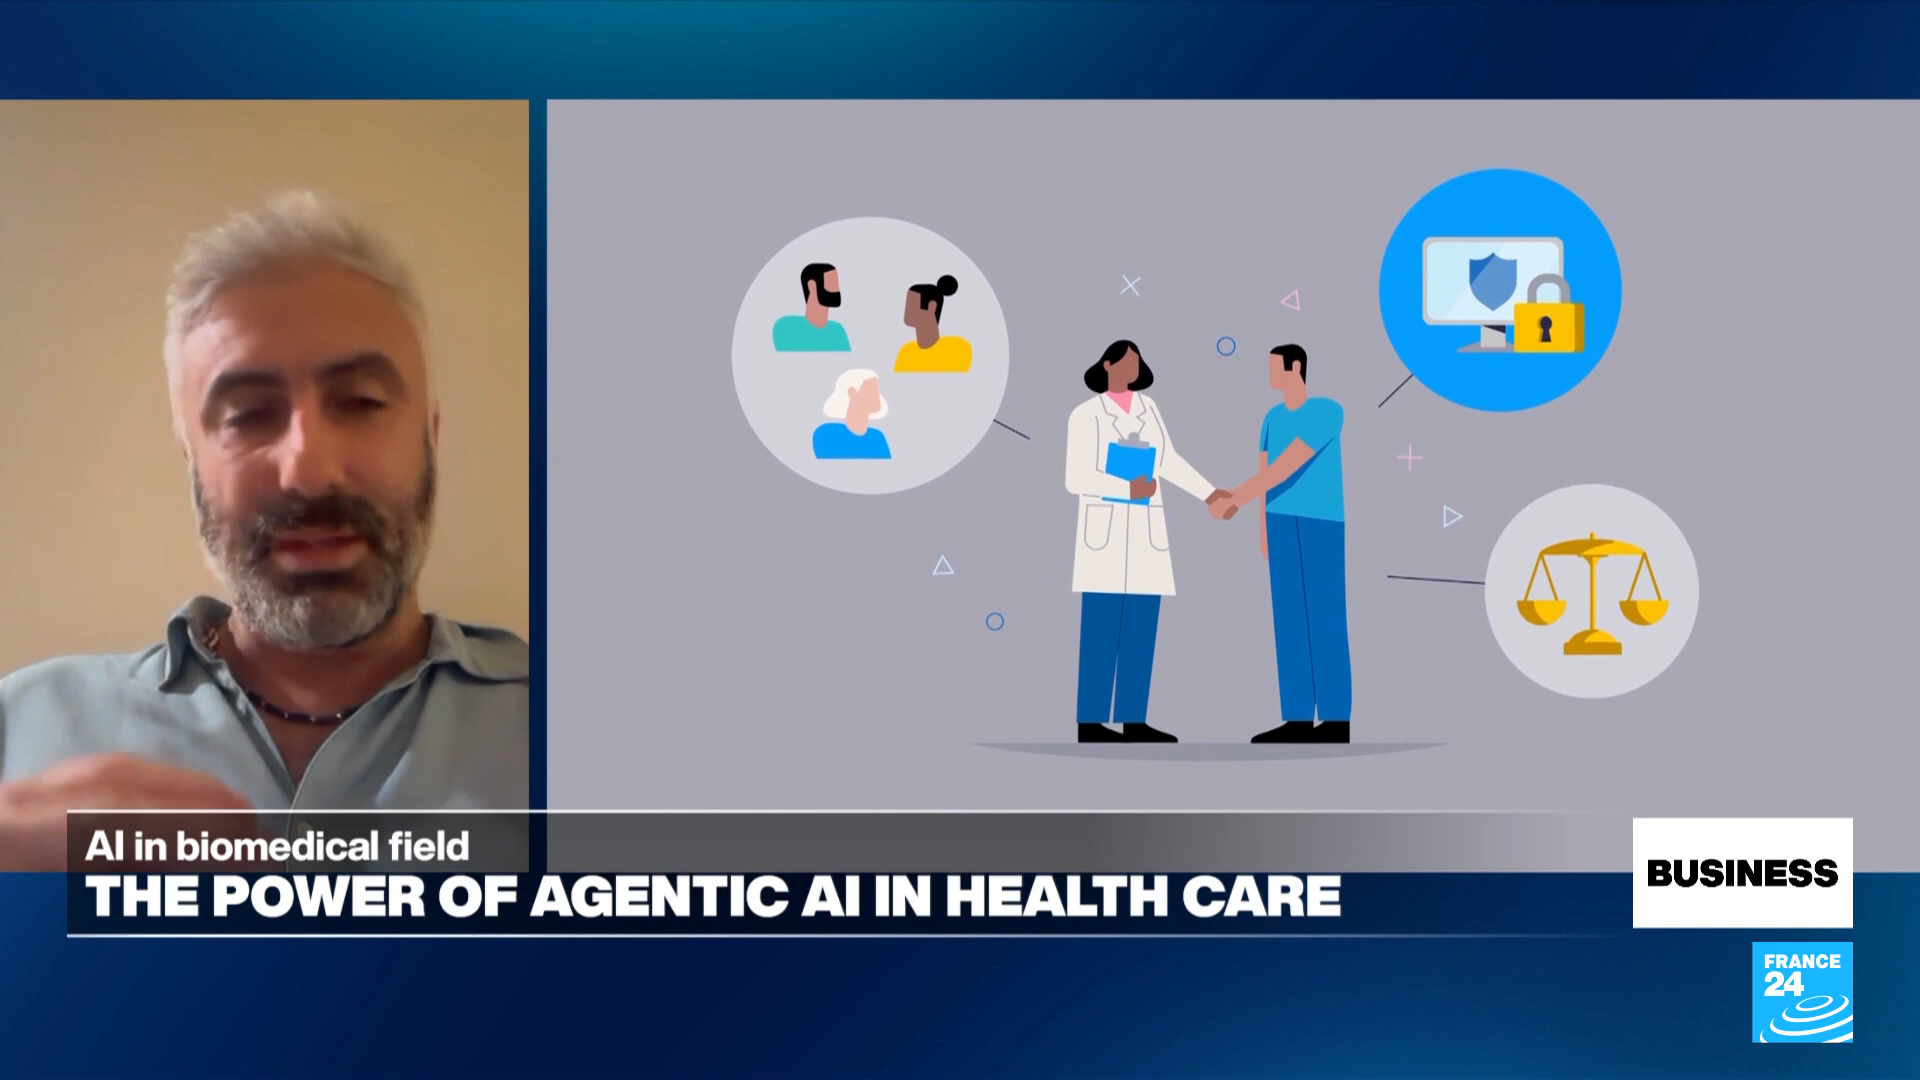 AI in biomedical field
THE POWER OF AGENTIC AI IN HEALTH CARE
BUSINESS
FRANCE
24